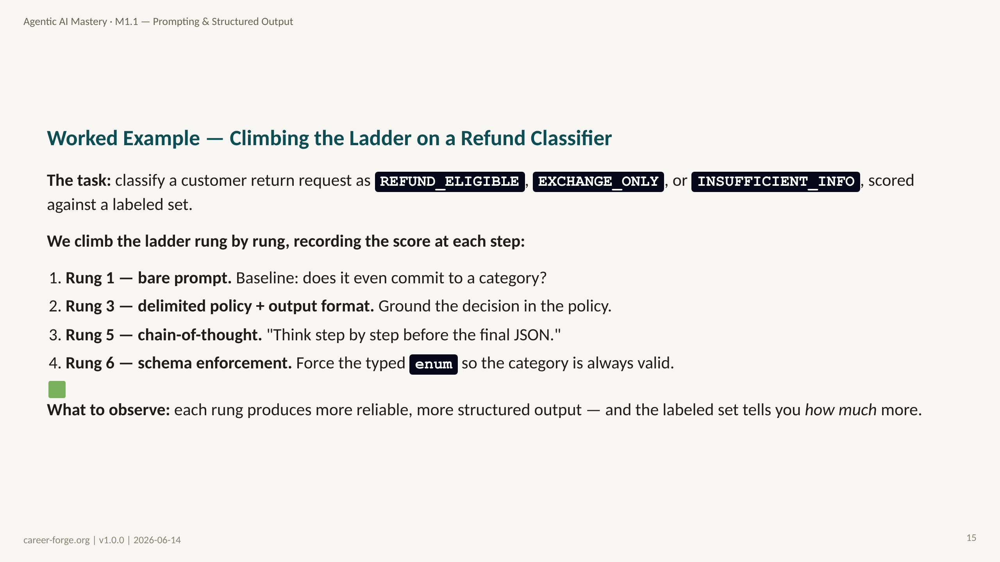 Agentic AI Mastery · M1.1 — Prompting & Structured Output
Worked Example — Climbing the Ladder on a Refund Classifier
The task: classify a customer return request as REFUND_ELIGIBLE, EXCHANGE_ONLY, or INSUFFICIENT_INFO, scored
against a labeled set.
We climb the ladder rung by rung, recording the score at each step:
1. Rung 1 — bare prompt. Baseline: does it even commit to a category?
2. Rung 3 — delimited policy + output format. Ground the decision in the policy.
3. Rung 5 — chain-of-thought. "Think step by step before the final JSON."
4. Rung 6 — schema enforcement. Force the typed enum so the category is always valid.
What to observe: each rung produces more reliable, more structured output — and the labeled set tells you how much more.
career-forge.org | v1.0.0 | 2026-06-14
15